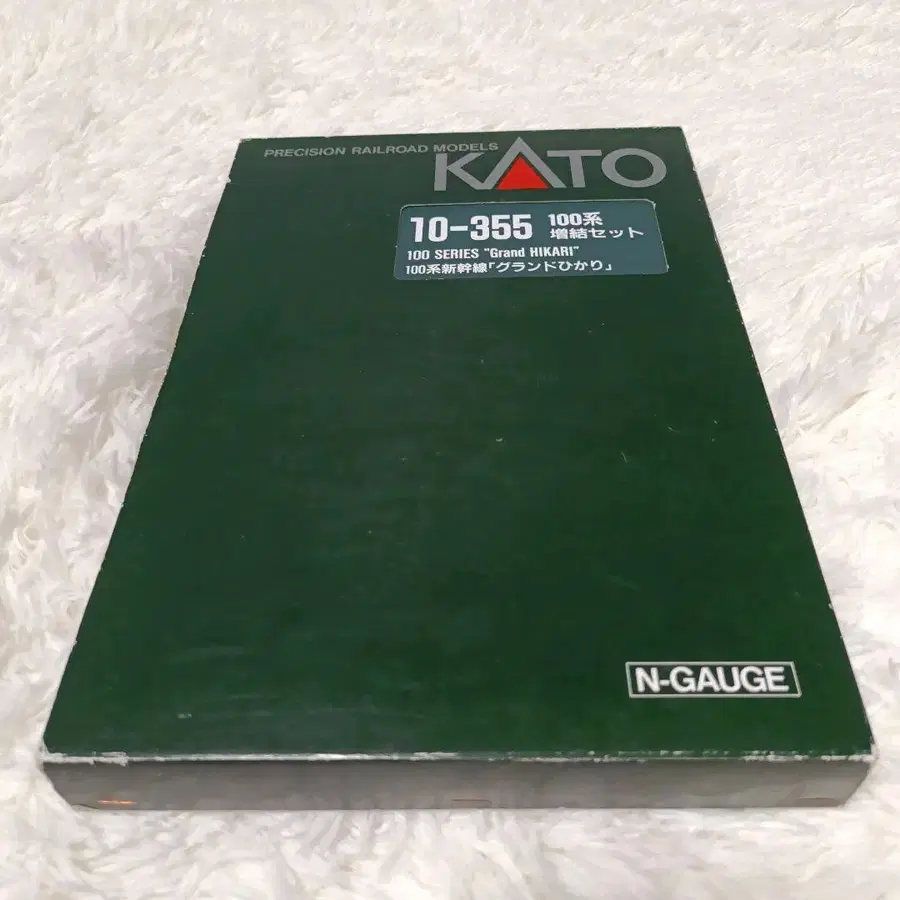 PRECISION RAILROAD MODELS
KATO
10-355 100系
増結セット
100 SERIES "Grand HIKARI"
100系新幹線「グランドひかり」
N-GAUGE